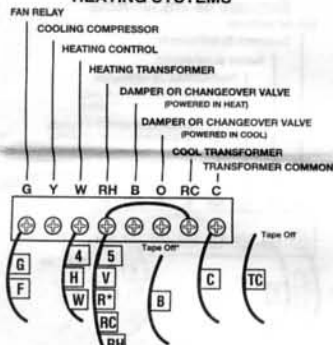 HEATING SYSTEMS
FAN RELAY
COOLING COMPRESSOR
HEATING CONTROL
HEATING TRANSFORMER
DAMPER OR CHANGEOVER VALVE
(POWERED IN HEAT)
DAMPER OR CHANGEOVER VALVE
(POWERED IN COOL)
COOL TRANSFORMER
TRANSFORMER COMMON
G Y W RH B O RC C
Tape Off*
Tape Off
G
F
4
H
W
5
V
R*
RC
RH
B
C
TC